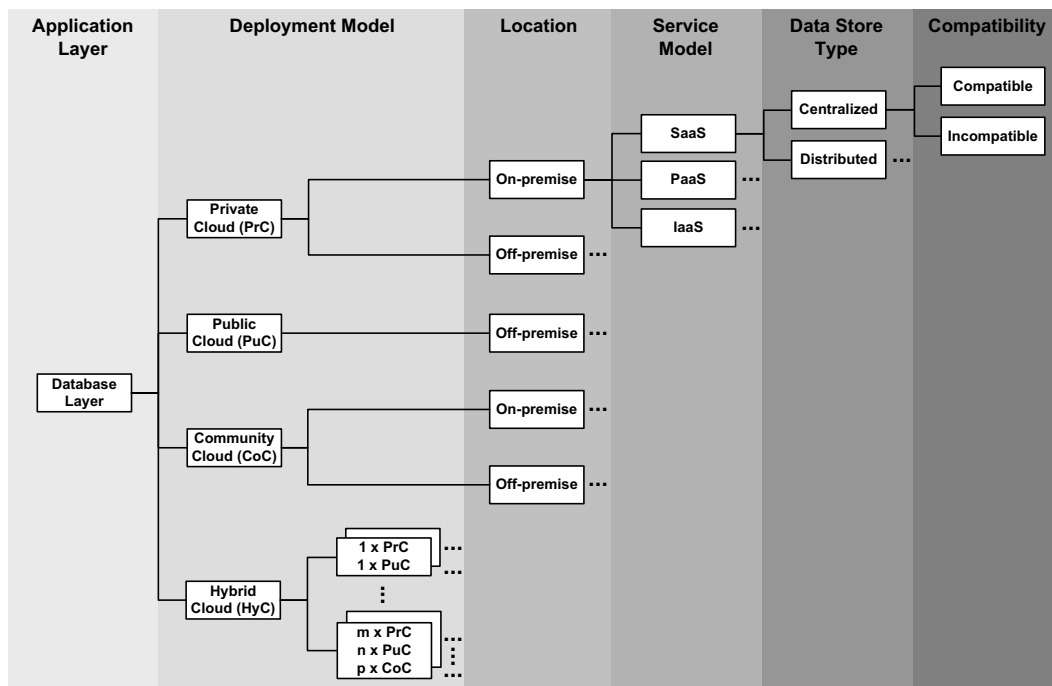 Application
Layer
Deployment Model
Location
Service
Model
Data Store
Type
Compatibility
Database
Layer
Private
Cloud (PrC)
Public
Cloud (PuC)
Community
Cloud (CoC)
Hybrid
Cloud (HyC)
1 x PrC
1 x PuC
...
...
...
m x PrC
n x PuC
p x CoC
...
...
...
On-premise
Off-premise ...
Off-premise ...
On-premise ...
Off-premise ...
SaaS
PaaS ...
IaaS ...
Centralized
Distributed ...
Compatible
Incompatible